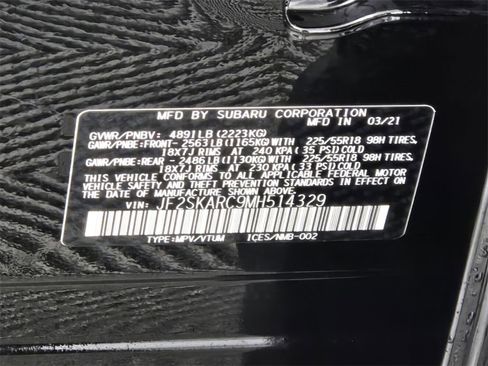 MFD BY SUBARU CORPORATION
MFD IN 03/21
GVWR/PNBV: 4891LB(2223KG)
GAWR/PNBE:FRONT- 2563LB(1165KG)WITH 225/55R18 98H TIRES,
18X7J RIMS AT 240 KPA(35 PSI)COLD
GAWR/PNBE:REAR - 2486LB(1130KG)WITH 225/55R18 98H TIRES,
18X7J RIMS AT 230 KPA(33 PSI)COLD
THIS VEHICLE CONFORMS TO ALL APPLICABLE FEDERAL MOTOR
VEHICLE SAFETY, BUMPER, AND THEFT PREVENTION STANDARDS IN EFFECT
ON THE DATE OF MANUFACTURE SHOWN ABOVE.
VIN: JF2SKARC9MH514329
TYPE:MPV/VTUM ICES/NMB-002